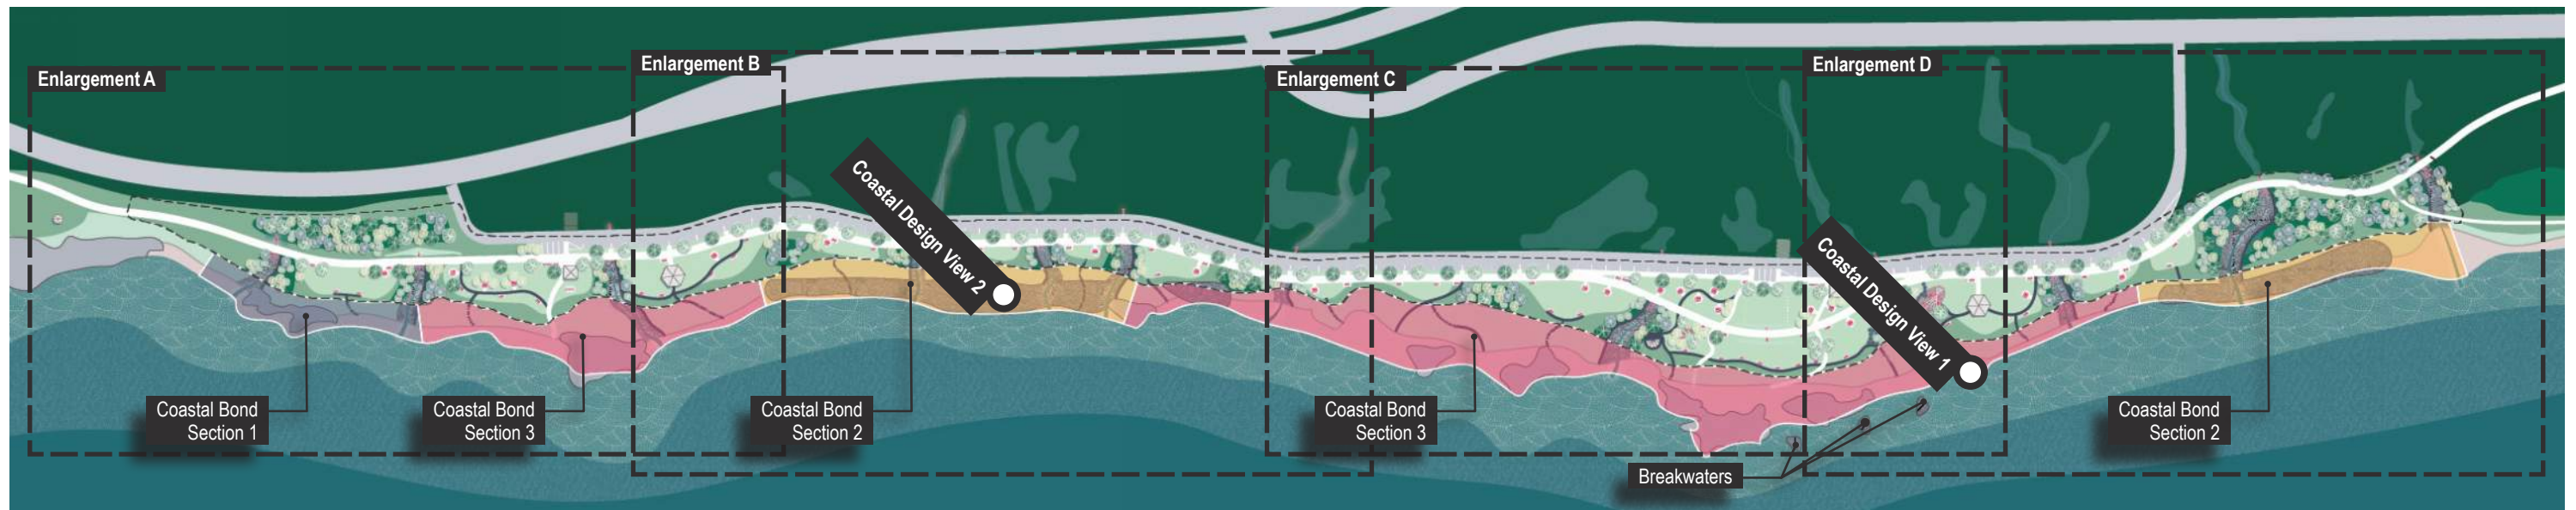 Enlargement A
Enlargement B
Enlargement C
Enlargement D
Coastal Design View 2
Coastal Design View 1
Coastal Bond
Section 1
Coastal Bond
Section 3
Coastal Bond
Section 2
Coastal Bond
Section 3
Coastal Bond
Section 2
Breakwaters